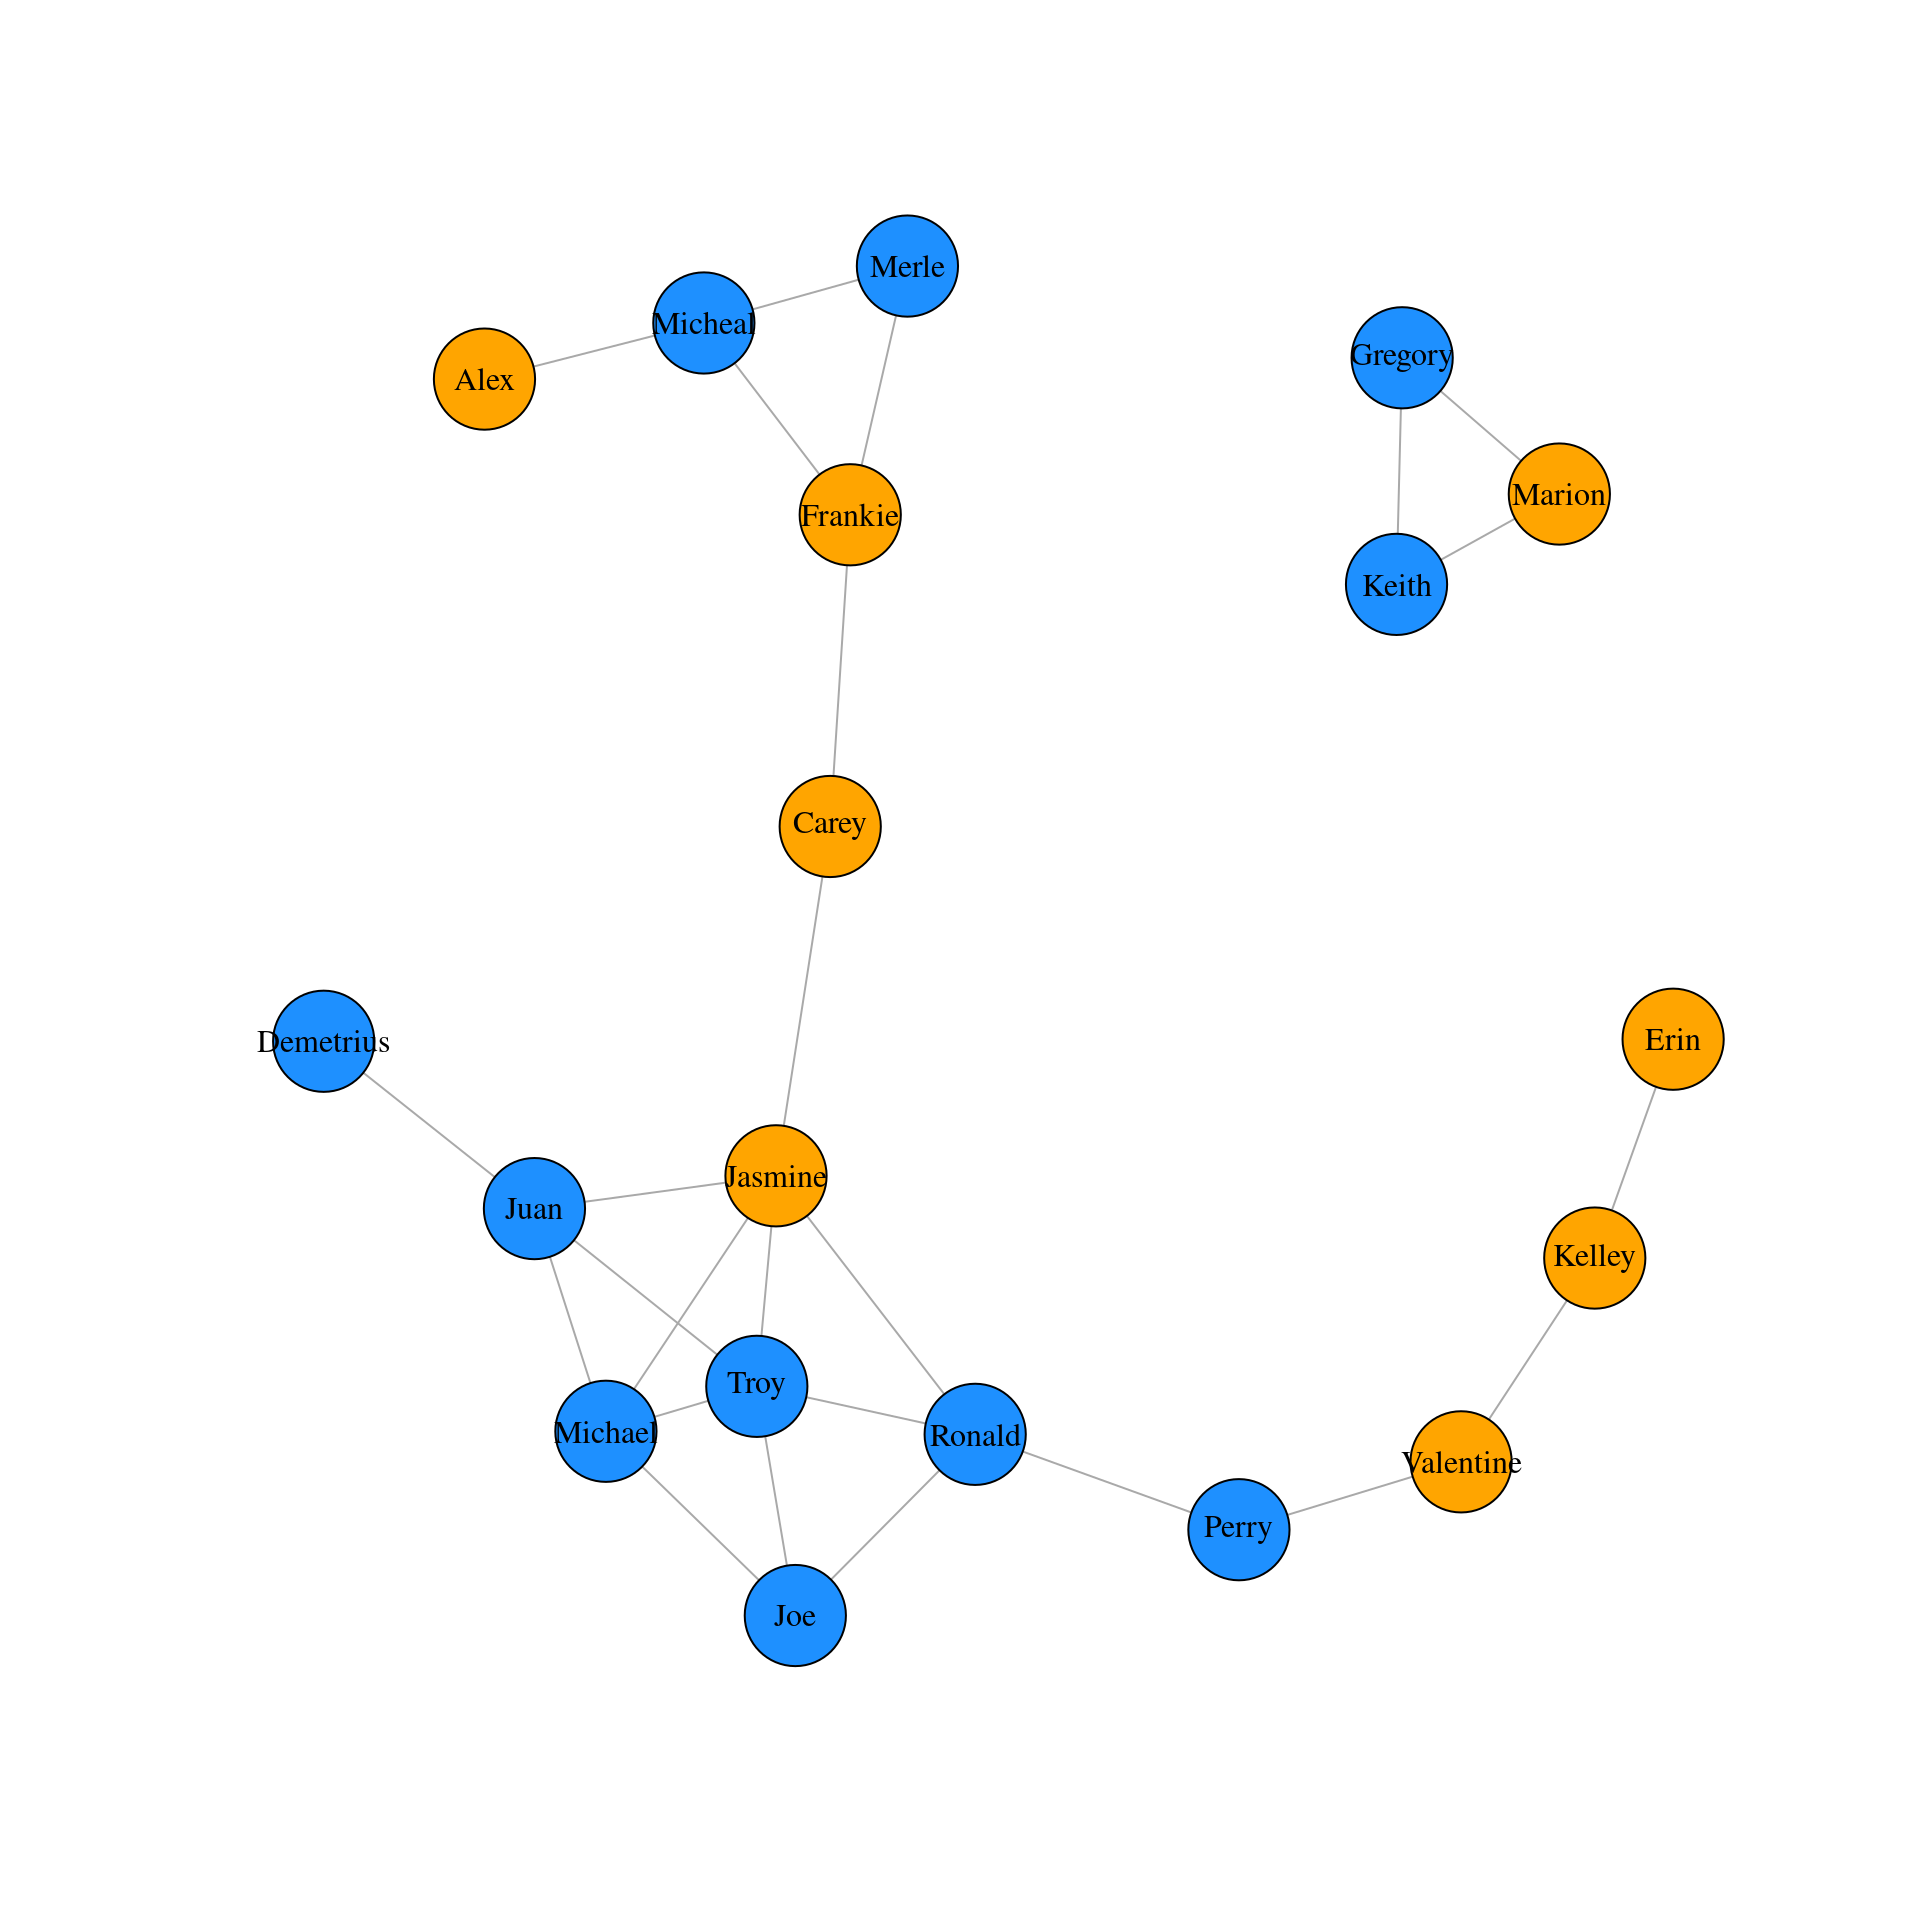 Merle
Micheal
Gregory
Alex
Marion
Frankie
Keith
Carey
Erin
Demetrius
Jasmine
Juan
Kelley
Troy
Michael
Ronald
Valentine
Perry
Joe